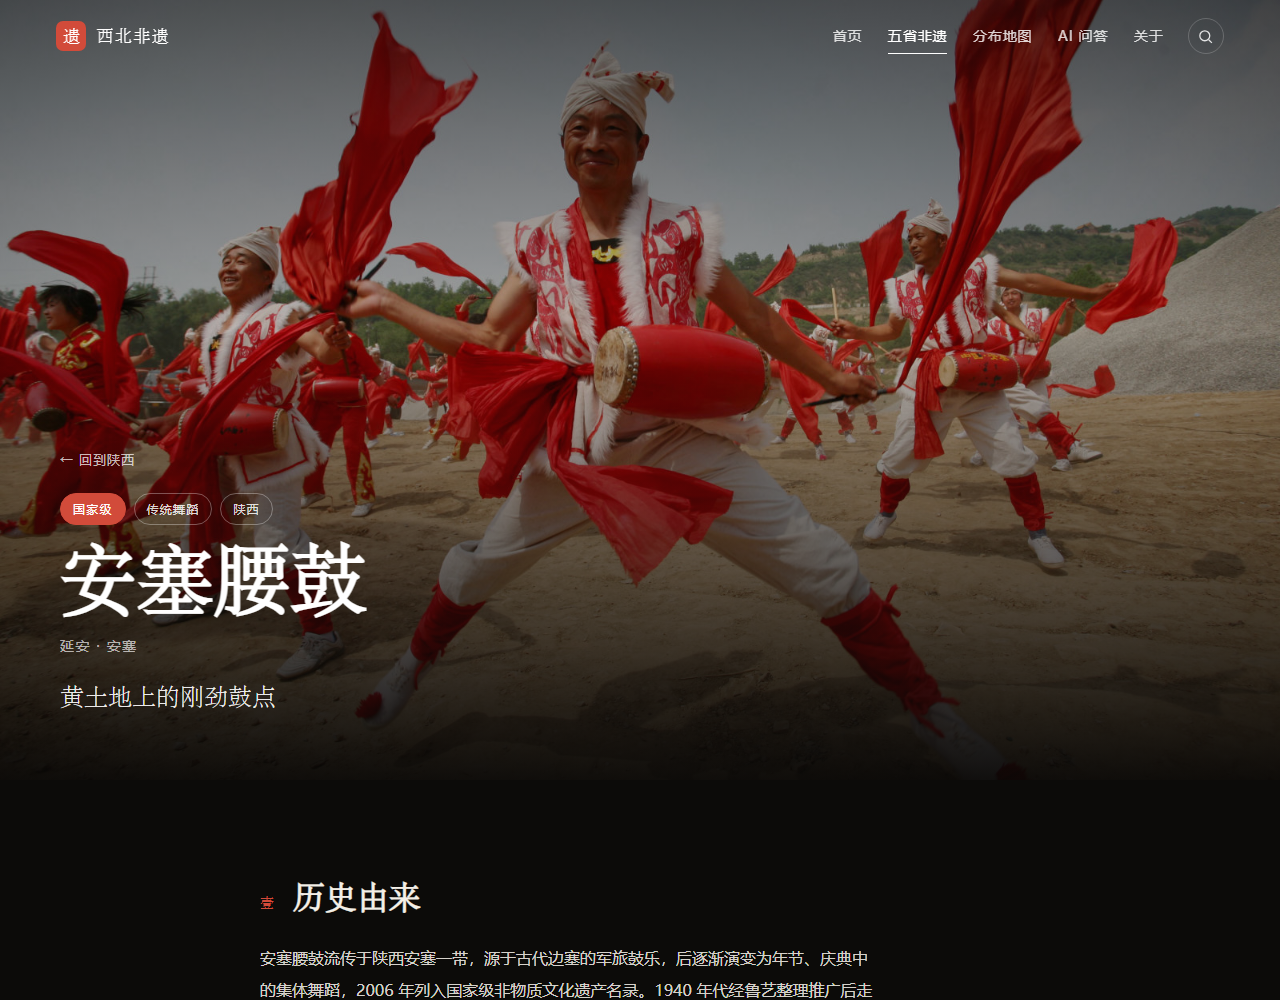 遗 西北非遗 首页 五省非遗 分布地图 AI 问答 关于
← 回到陕西
国家级 传统舞蹈 陕西
安塞腰鼓
延安 · 安塞
黄土地上的刚劲鼓点
壹 历史由来
安塞腰鼓流传于陕西安塞一带，源于古代边塞的军旅鼓乐，后逐渐演变为年节、庆典中
的集体舞蹈，2006 年列入国家级非物质文化遗产名录。1940 年代经鲁艺整理推广后走